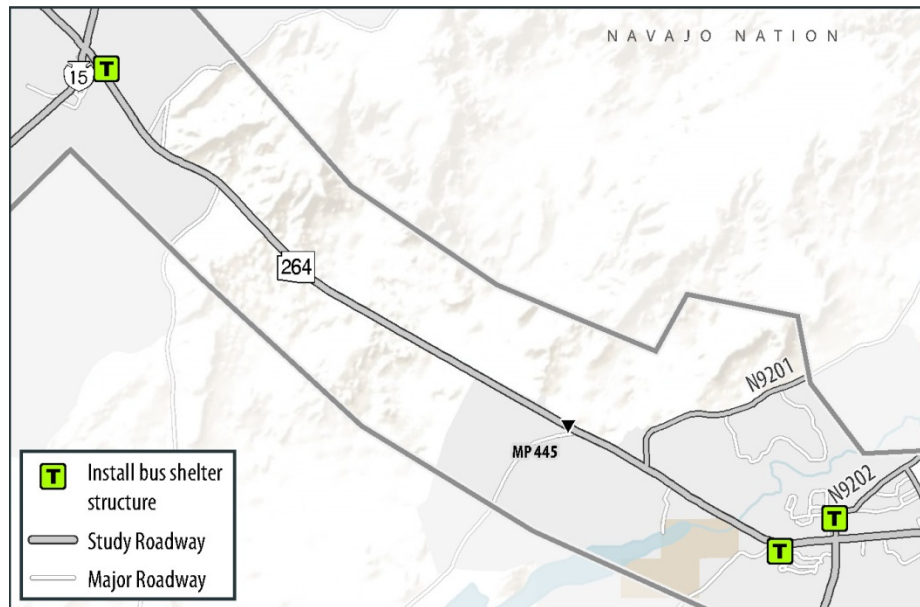 NAVAJO NATION
T
15
264
N9201
MP 445
N9202
T
T
T Install bus shelter
structure
Study Roadway
Major Roadway